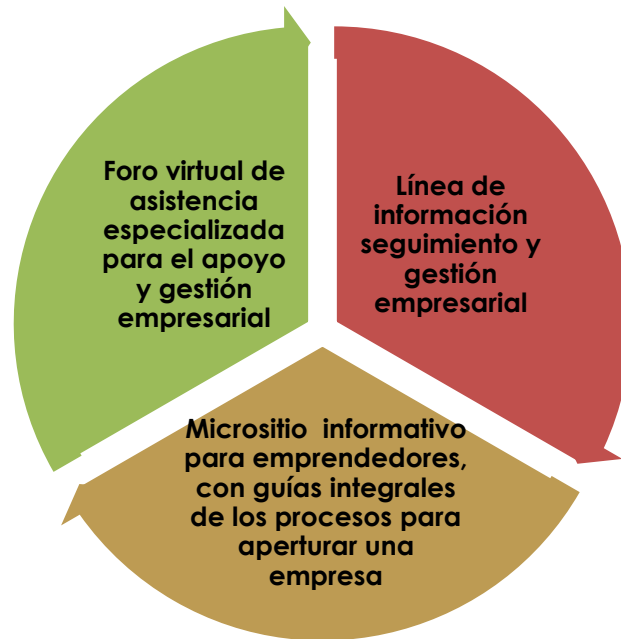 Foro virtual de
asistencia
especializada
para el apoyo
y gestión
empresarial
Línea de
información
seguimiento y
gestión
empresarial
Micrositio informativo
para emprendedores,
con guías integrales
de los procesos para
aperturar una
empresa